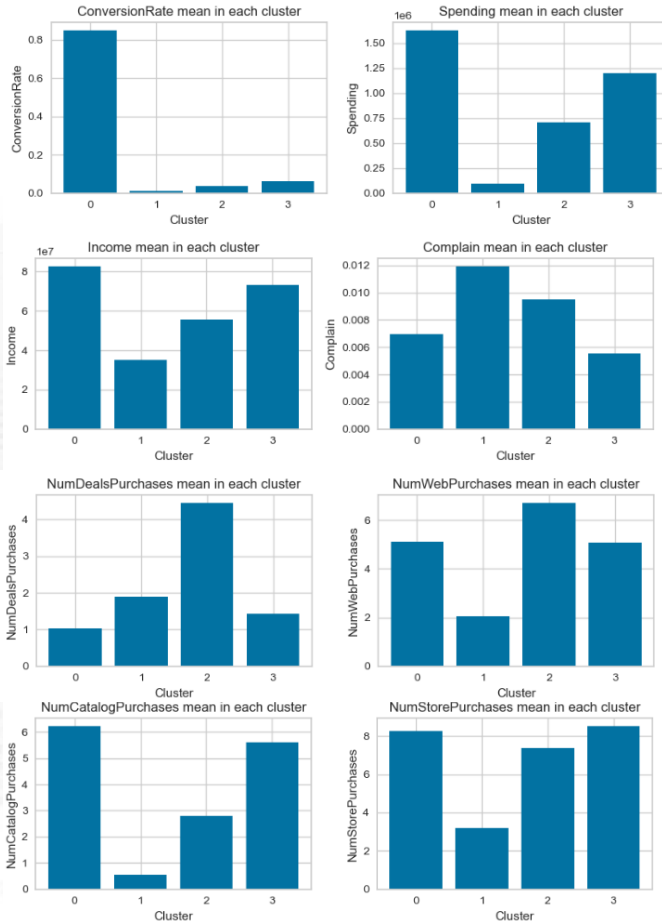 ConversionRate mean in each cluster
ConversionRate
0.8
0.6
0.4
0.2
0.0
0 1 2 3
Cluster
Spending mean in each cluster
1e6
Spending
1.50
1.25
1.00
0.75
0.50
0.25
0.00
0 1 2 3
Cluster
Income mean in each cluster
1e7
Income
8
6
4
2
0
0 1 2 3
Cluster
Complain mean in each cluster
Complain
0.012
0.010
0.008
0.006
0.004
0.002
0.000
0 1 2 3
Cluster
NumDealsPurchases mean in each cluster
NumDealsPurchases
4
3
2
1
0
0 1 2 3
Cluster
NumWebPurchases mean in each cluster
NumWebPurchases
6
4
2
0
0 1 2 3
Cluster
NumCatalogPurchases mean in each cluster
NumCatalogPurchases
6
5
4
3
2
1
0
0 1 2 3
Cluster
NumStorePurchases mean in each cluster
NumStorePurchases
8
6
4
2
0
0 1 2 3
Cluster